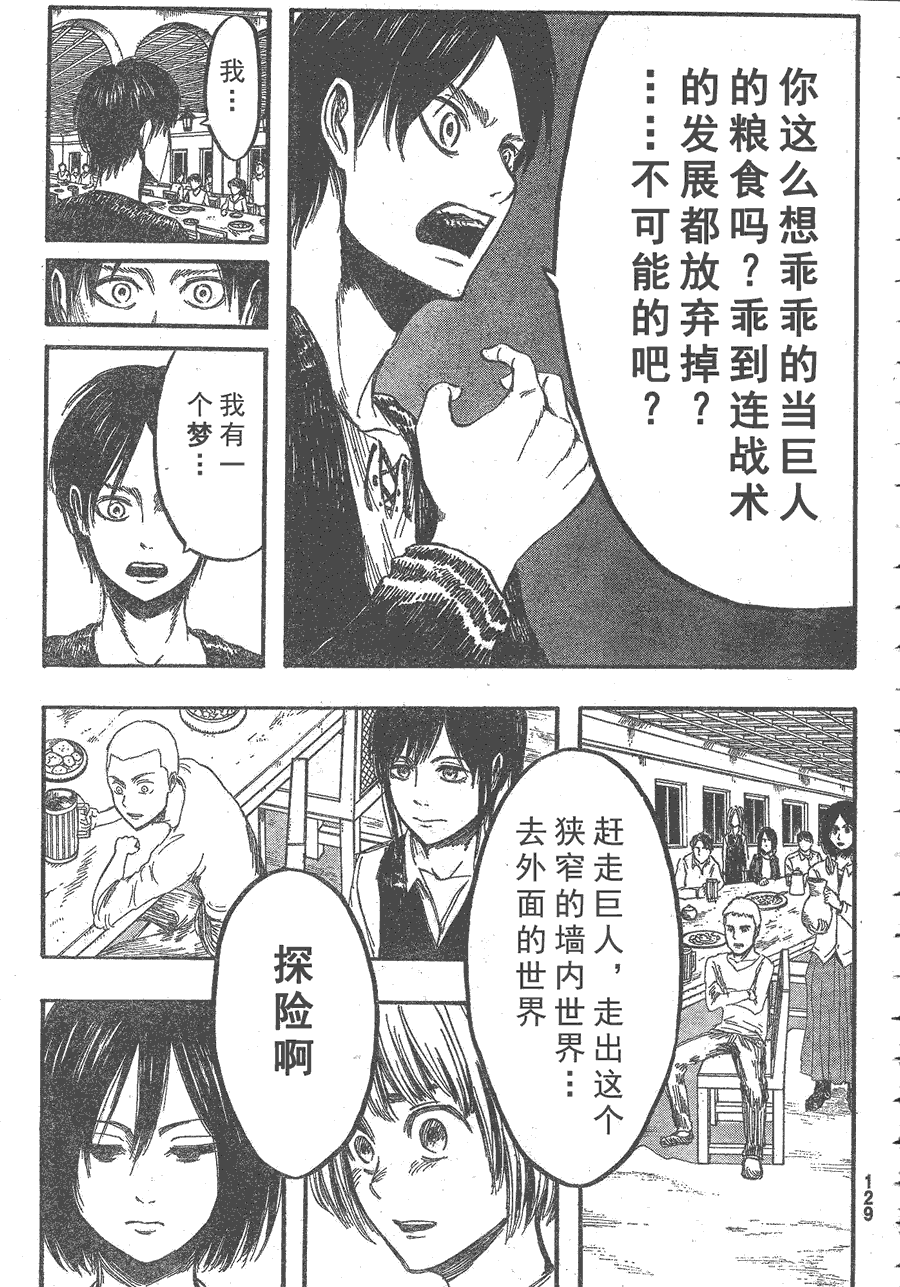 你这么想乖乖的当巨人
的粮食吗？乖到连战术
的发展都放弃掉？
……不可能的吧？
我…
我有一
个梦…
赶走巨人，走出这个
狭窄的墙内世界…
去外面的世界
探险啊
129